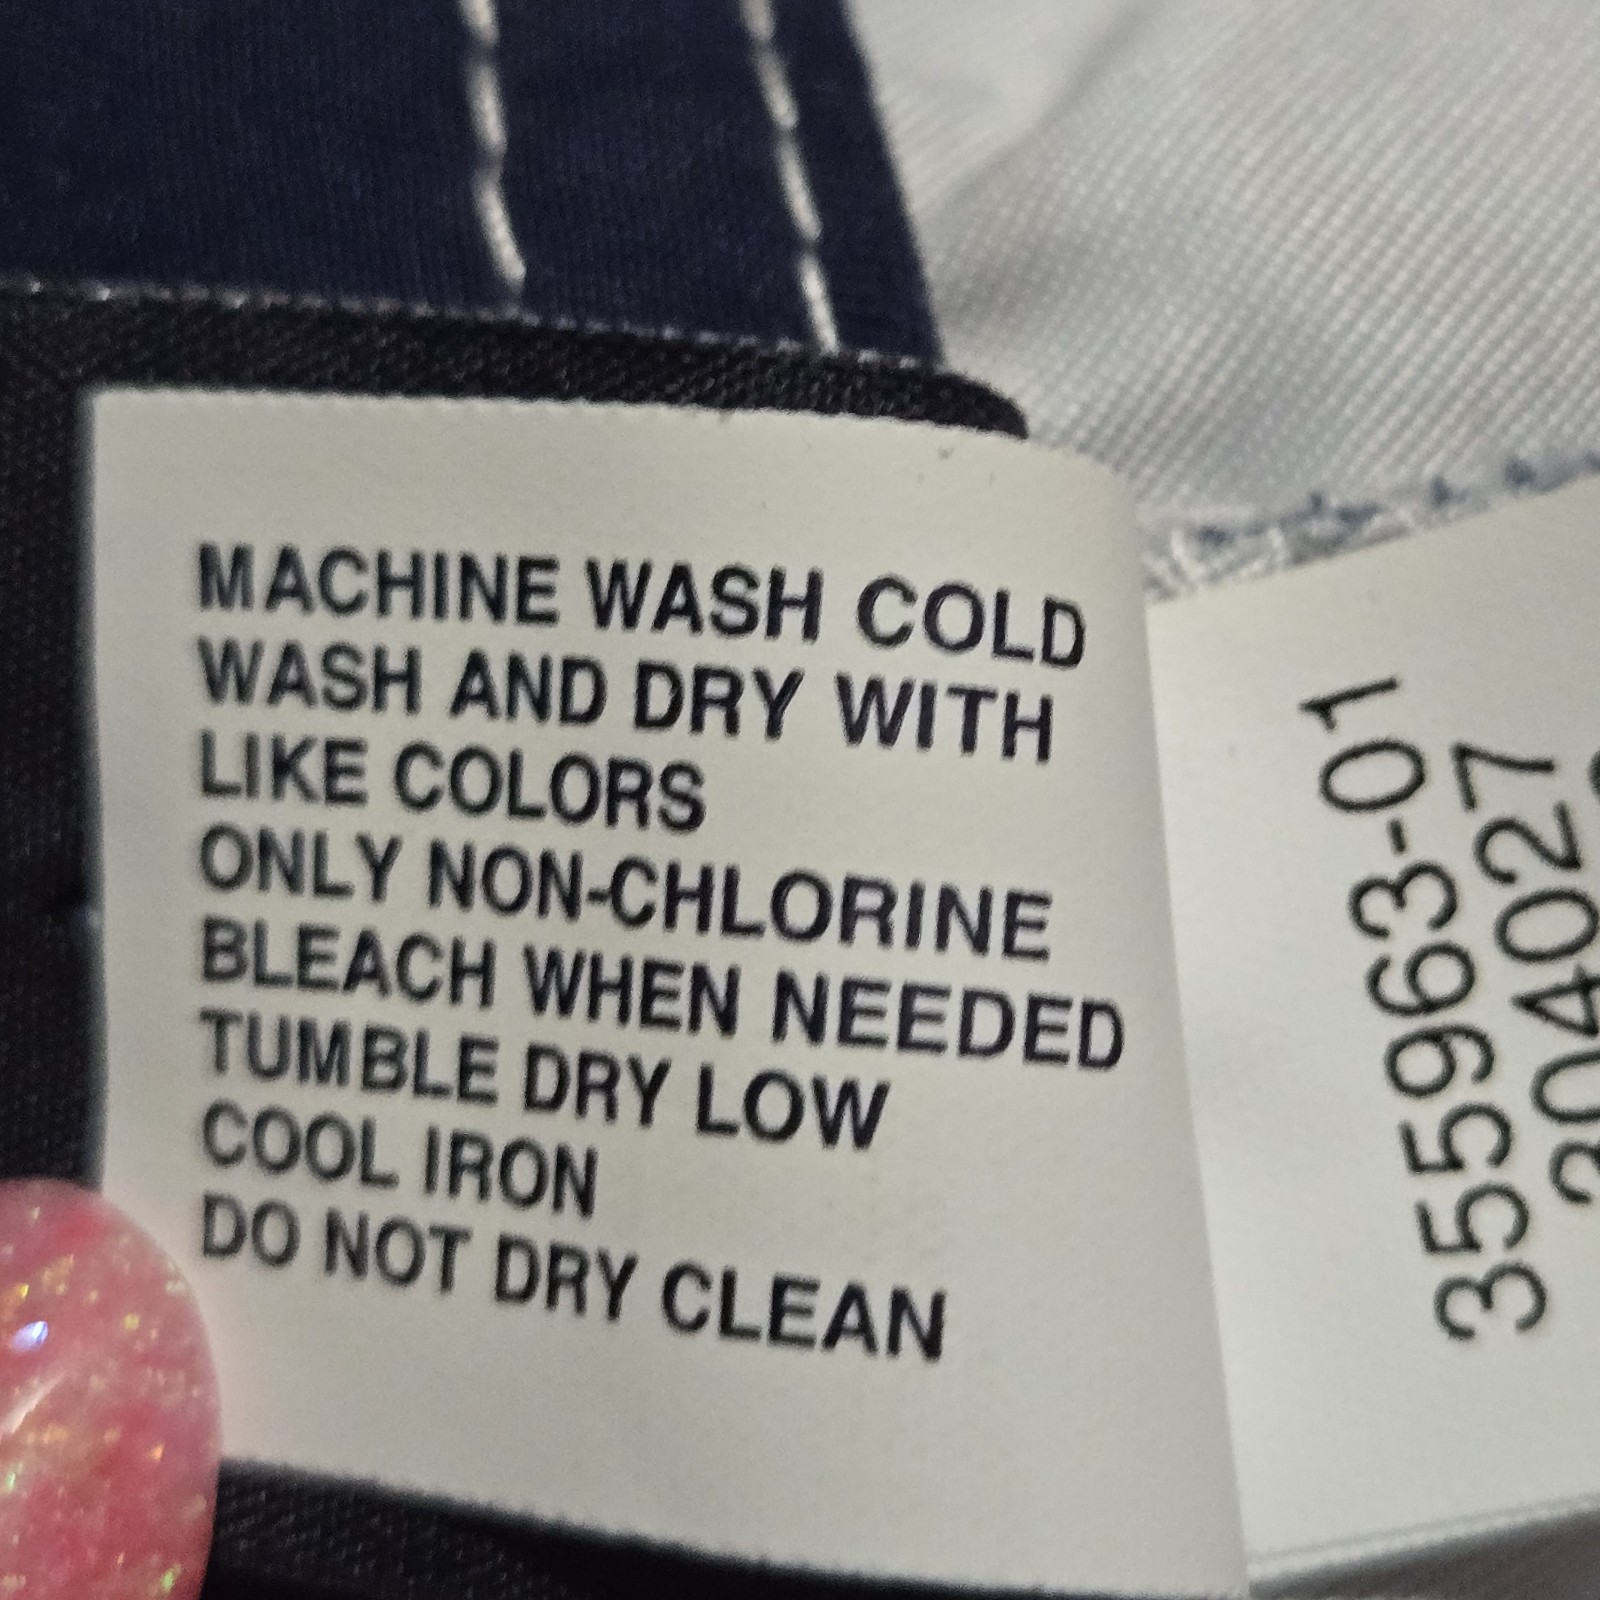 MACHINE WASH COLD
WASH AND DRY WITH
LIKE COLORS
ONLY NON-CHLORINE
BLEACH WHEN NEEDED
TUMBLE DRY LOW
COOL IRON
DO NOT DRY CLEAN
355963-01
204027